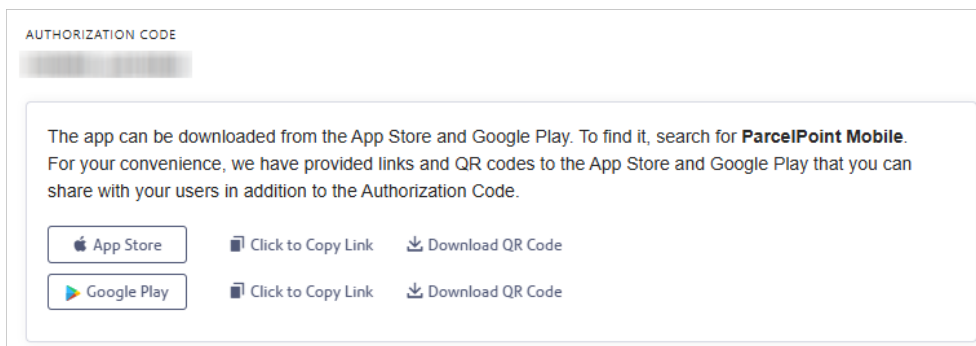 AUTHORIZATION CODE
The app can be downloaded from the App Store and Google Play. To find it, search for ParcelPoint Mobile.
For your convenience, we have provided links and QR codes to the App Store and Google Play that you can
share with your users in addition to the Authorization Code.
App Store Click to Copy Link Download QR Code
Google Play Click to Copy Link Download QR Code